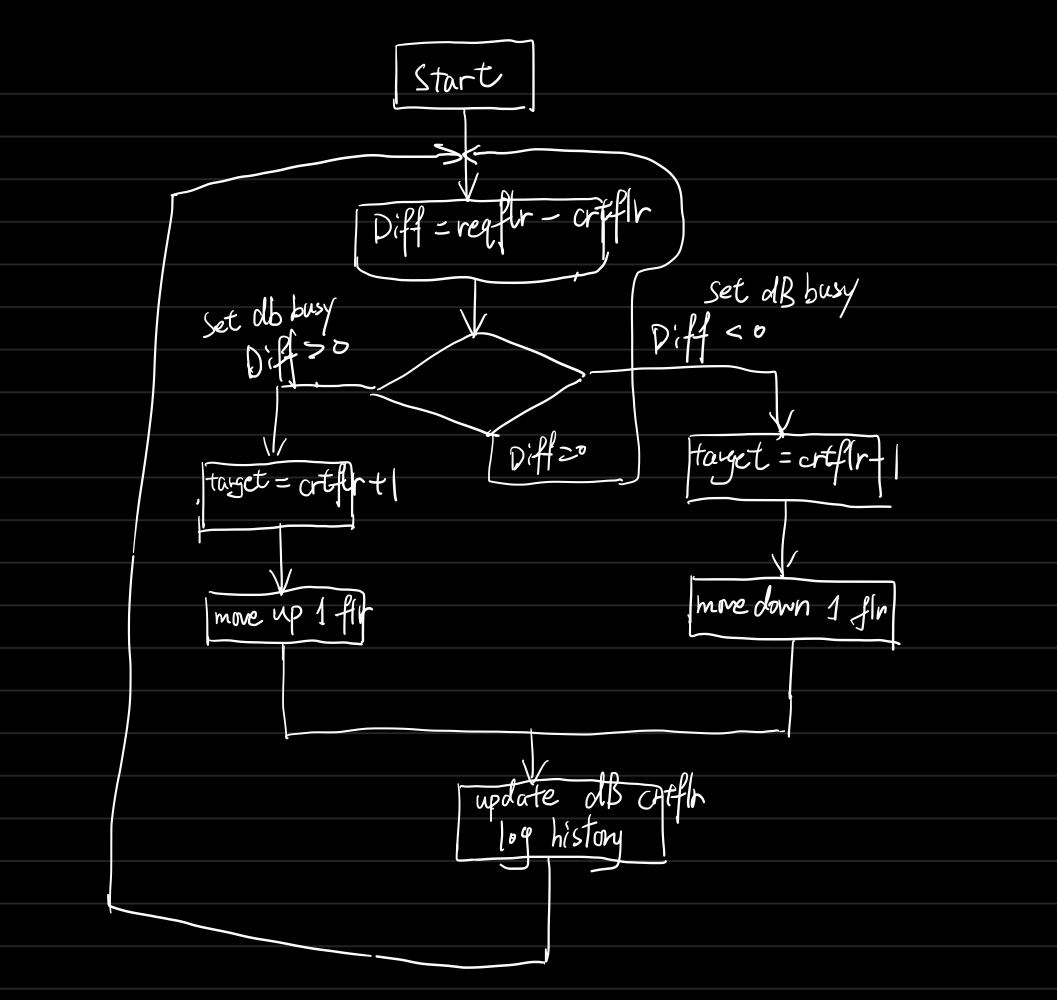 Start
Diff = reqflr - crtflr
set db busy
Diff > 0
set dB busy
Diff < 0
Diff=0
target = crtflr+1
target = crtflr-1
move up 1 flr
move down 1 flr
update dB crtflr
log history